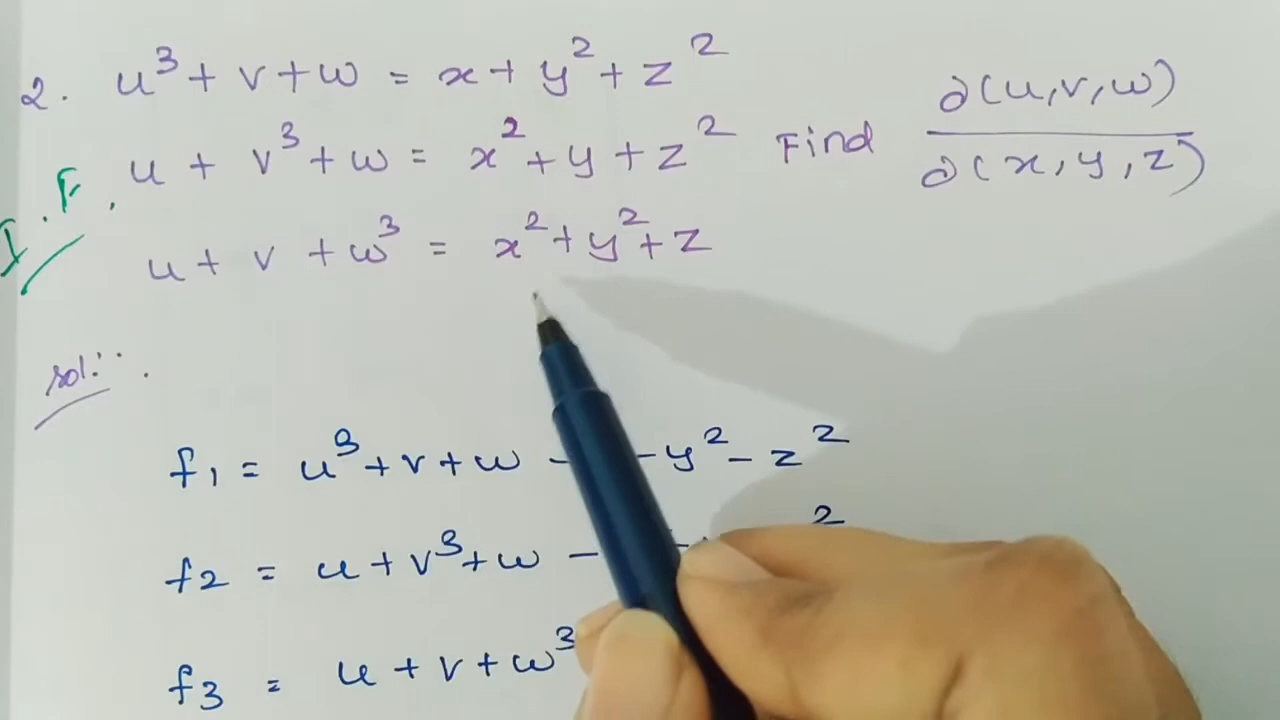 2. u³ + v + w = x + y² + z²
u + v³ + w = x² + y + z² Find ∂(u, v, w) / ∂(x, y, z)
I.F.
u + v + w³ = x² + y² + z
sol:
f₁ = u³ + v + w - - y² - z²
f₂ = u + v³ + w - 2
f₃ = u + v + w³